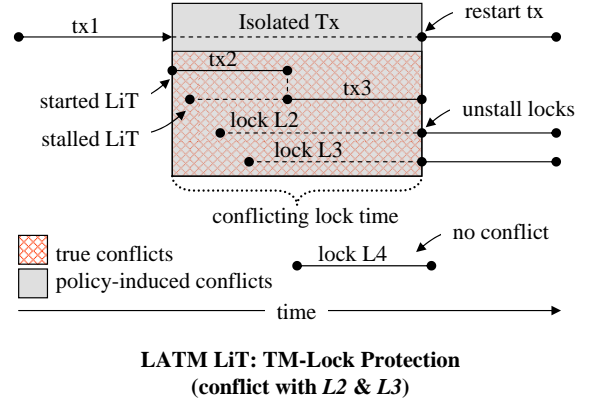 Isolated Tx
restart tx
tx1
tx2
started LiT
tx3
stalled LiT
lock L2
unstall locks
lock L3
conflicting lock time
true conflicts
no conflict
lock L4
policy-induced conflicts
time
LATM LiT: TM-Lock Protection
(conflict with L2 & L3)